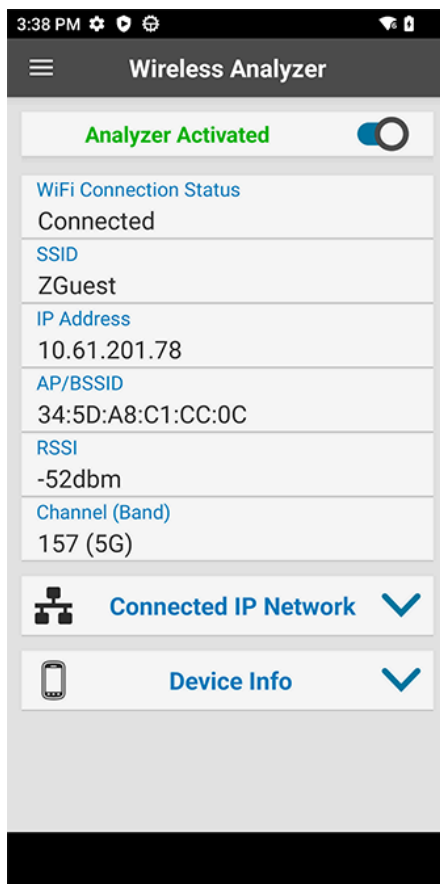 3:38 PM
Wireless Analyzer
Analyzer Activated
WiFi Connection Status
Connected
SSID
ZGuest
IP Address
10.61.201.78
AP/BSSID
34:5D:A8:C1:CC:0C
RSSI
-52dbm
Channel (Band)
157 (5G)
Connected IP Network
Device Info